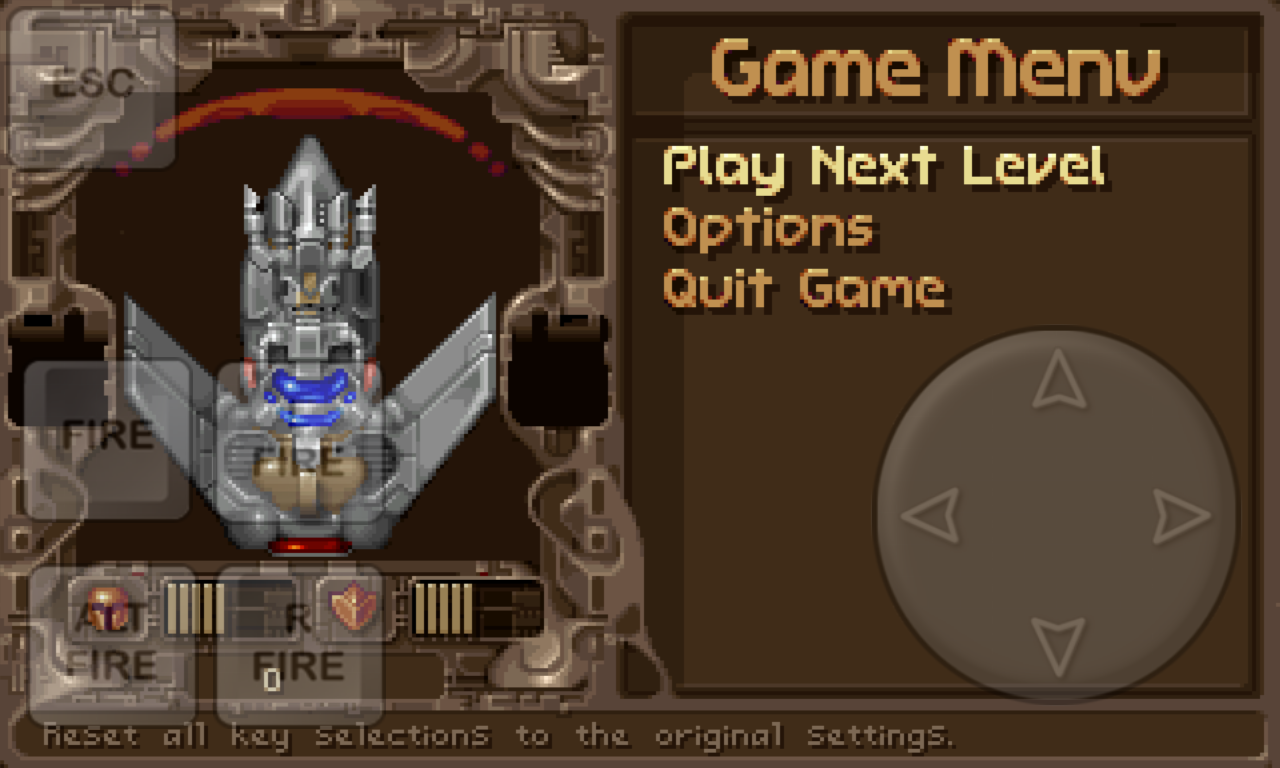 ESC
Game Menu
Play Next Level
Options
Quit Game
FIRE
FIRE
ALT
FIRE
R
FIRE
0
Reset all key selections to the original settings.